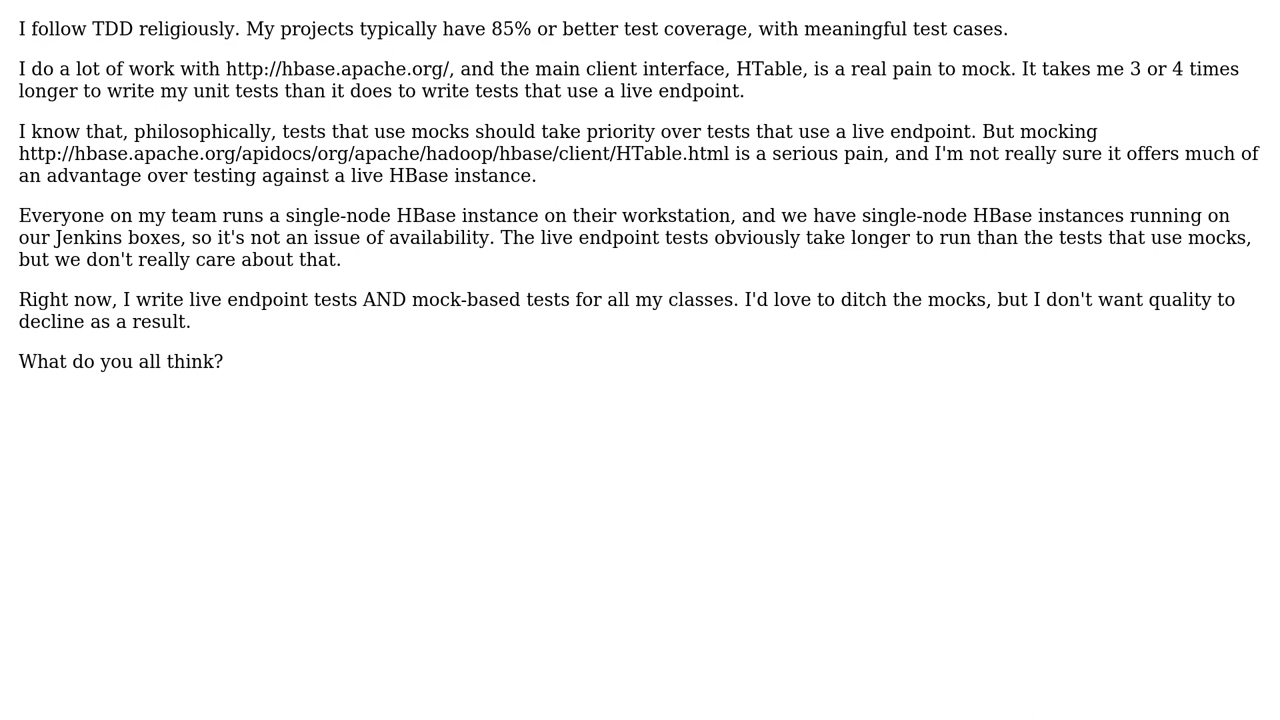 I follow TDD religiously. My projects typically have 85% or better test coverage, with meaningful test cases.
I do a lot of work with http://hbase.apache.org/, and the main client interface, HTable, is a real pain to mock. It takes me 3 or 4 times
longer to write my unit tests than it does to write tests that use a live endpoint.
I know that, philosophically, tests that use mocks should take priority over tests that use a live endpoint. But mocking
http://hbase.apache.org/apidocs/org/apache/hadoop/hbase/client/HTable.html is a serious pain, and I'm not really sure it offers much of
an advantage over testing against a live HBase instance.
Everyone on my team runs a single-node HBase instance on their workstation, and we have single-node HBase instances running on
our Jenkins boxes, so it's not an issue of availability. The live endpoint tests obviously take longer to run than the tests that use mocks,
but we don't really care about that.
Right now, I write live endpoint tests AND mock-based tests for all my classes. I'd love to ditch the mocks, but I don't want quality to
decline as a result.
What do you all think?